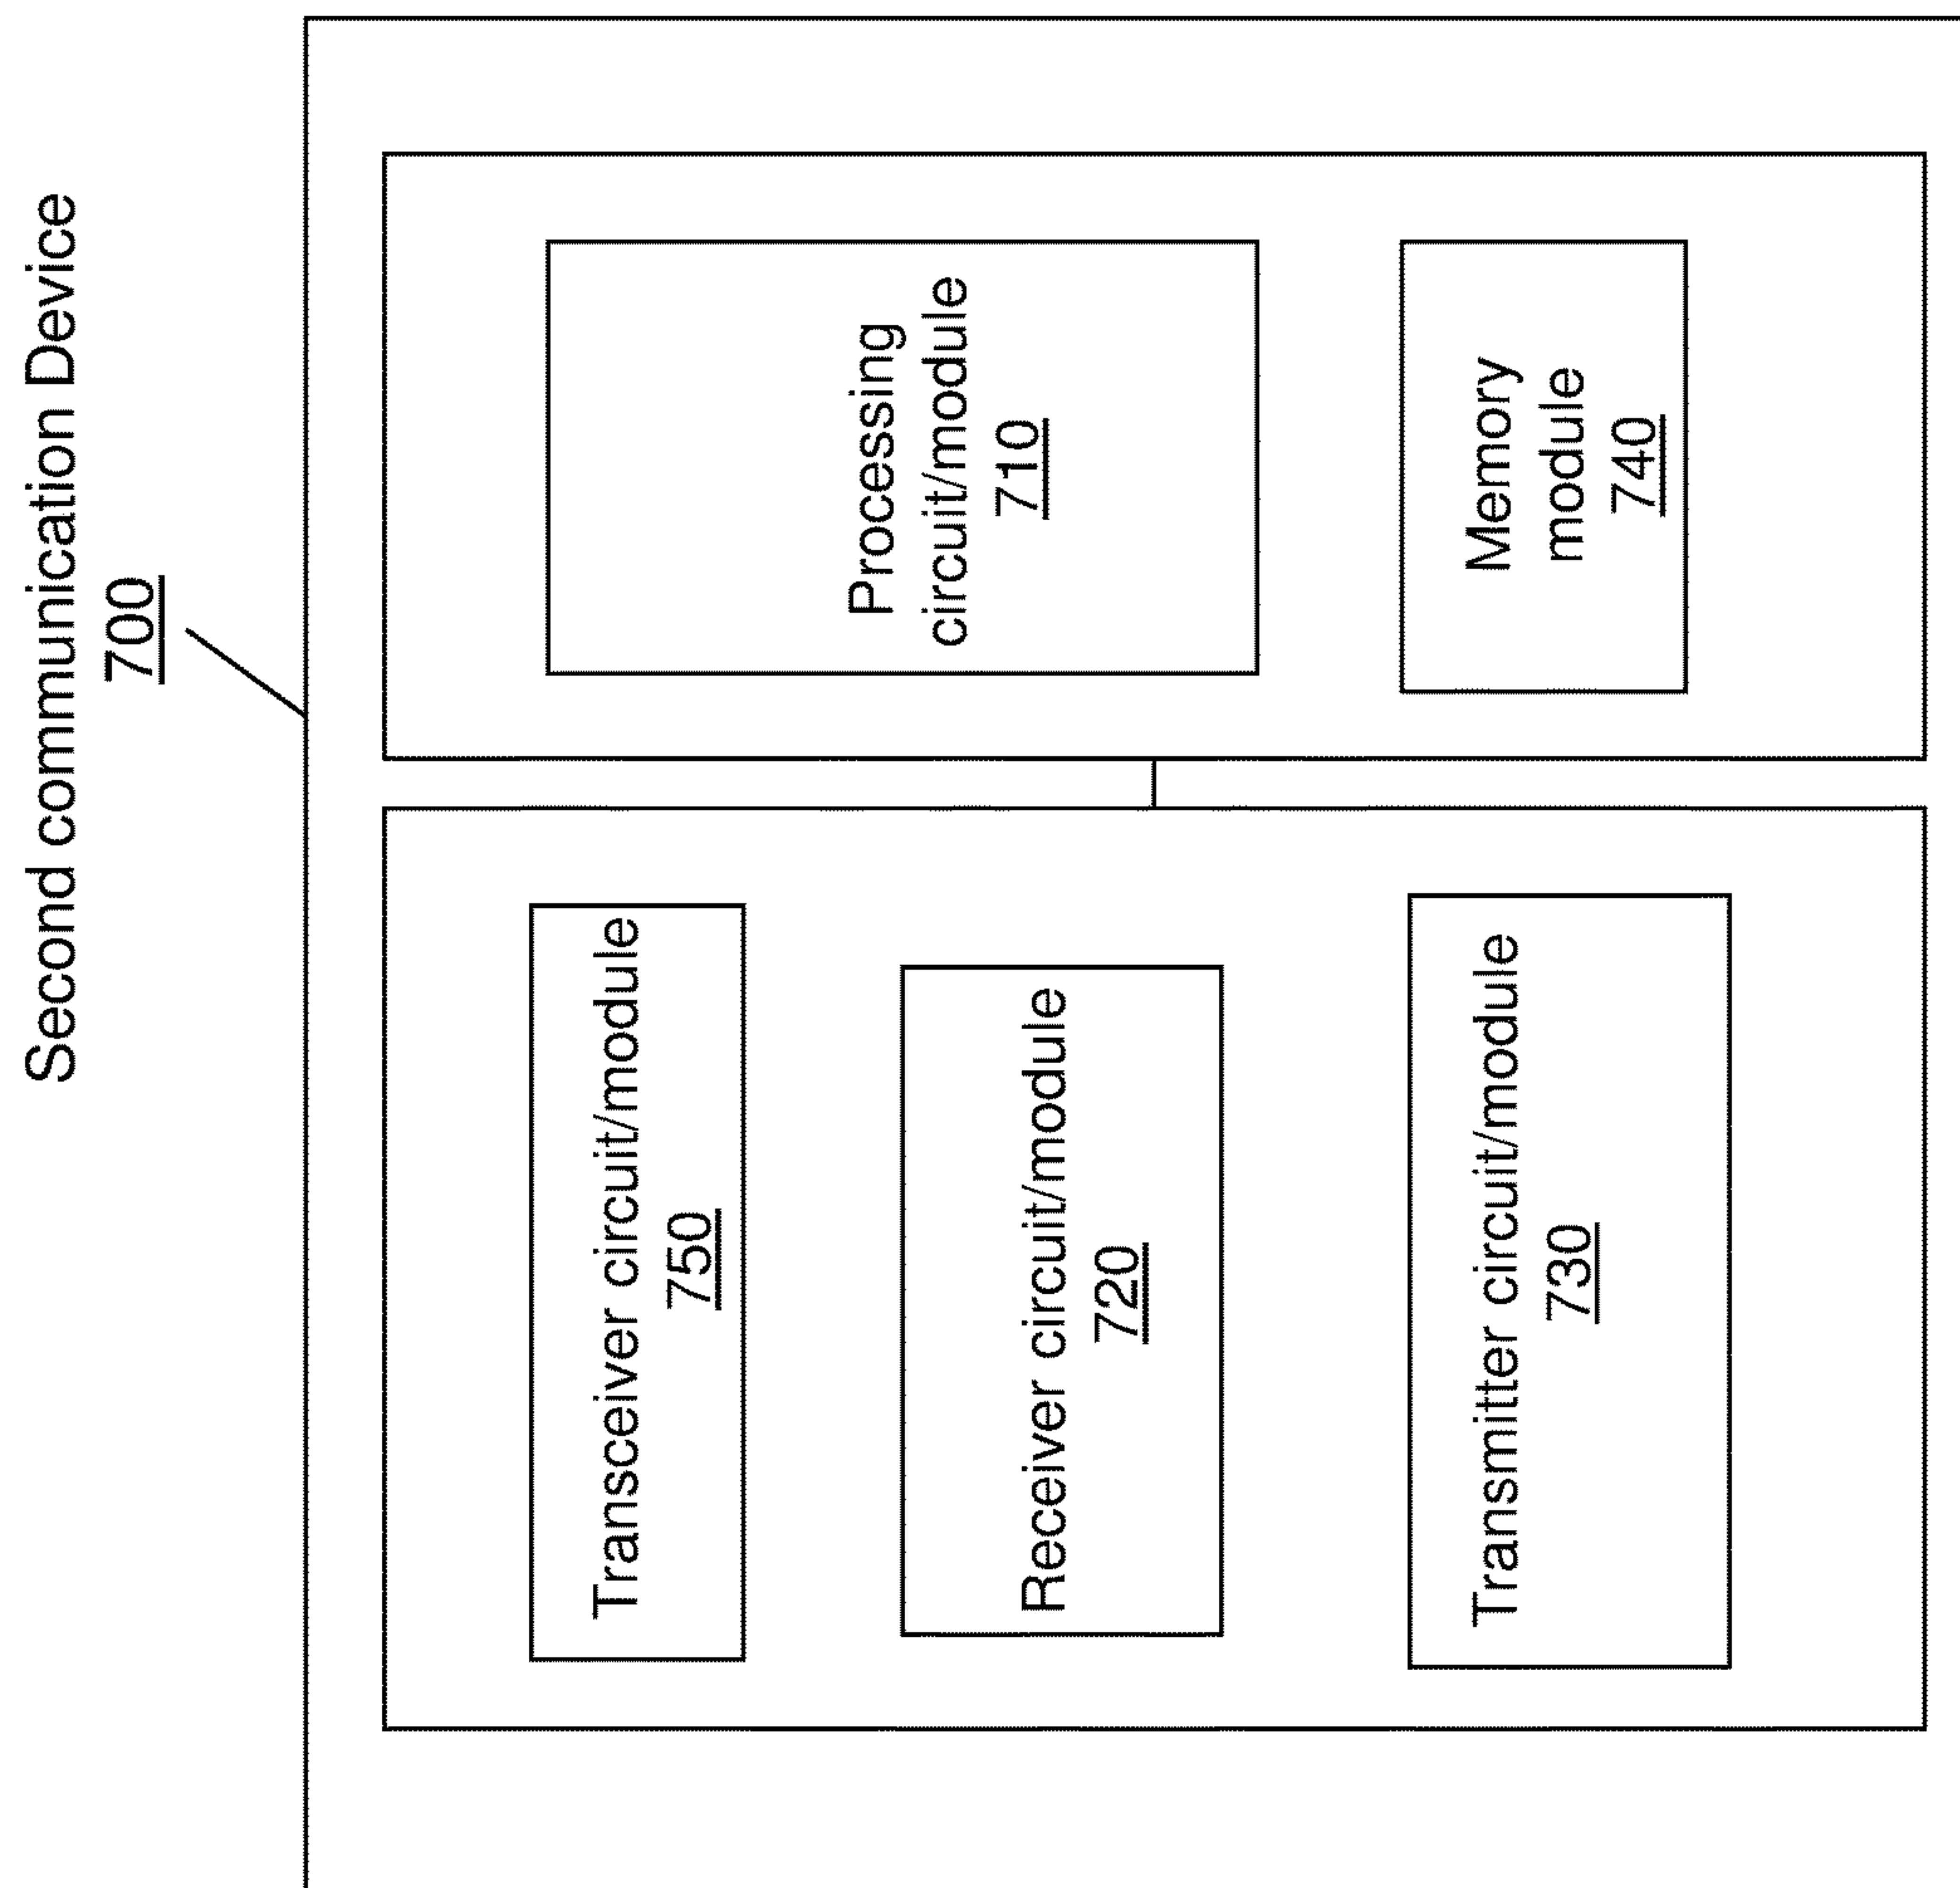 Second communication Device
700
Transceiver circuit/module
750
Receiver circuit/module
720
Transmitter circuit/module
730
Processing
circuit/module
710
Memory
module
740